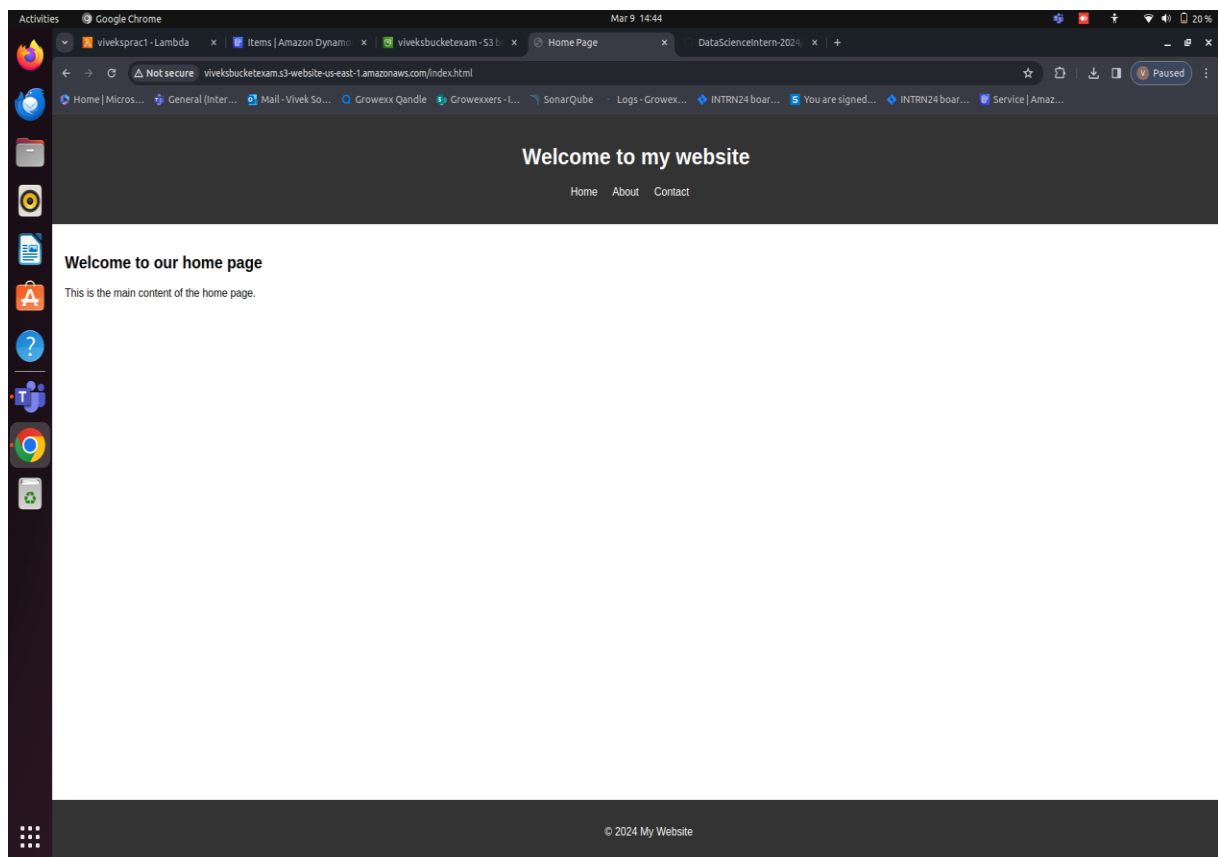 Activities Google Chrome Mar 9 14:44 20 %
viveksprac1 - Lambda Items | Amazon Dynamo viveksbucketexam - S3 b Home Page DataScienceIntern-2024/
Not secure viveksbucketexam.s3-website-us-east-1.amazonaws.com/index.html Paused
Home | Micros... General (Inter... Mail - Vivek So... Growexx Qandle Growexxers - I... SonarQube Logs - Growex... INTRN24 boar... You are signed... INTRN24 boar... Service | Amaz...
Welcome to my website
Home About Contact
Welcome to our home page
This is the main content of the home page.
© 2024 My Website